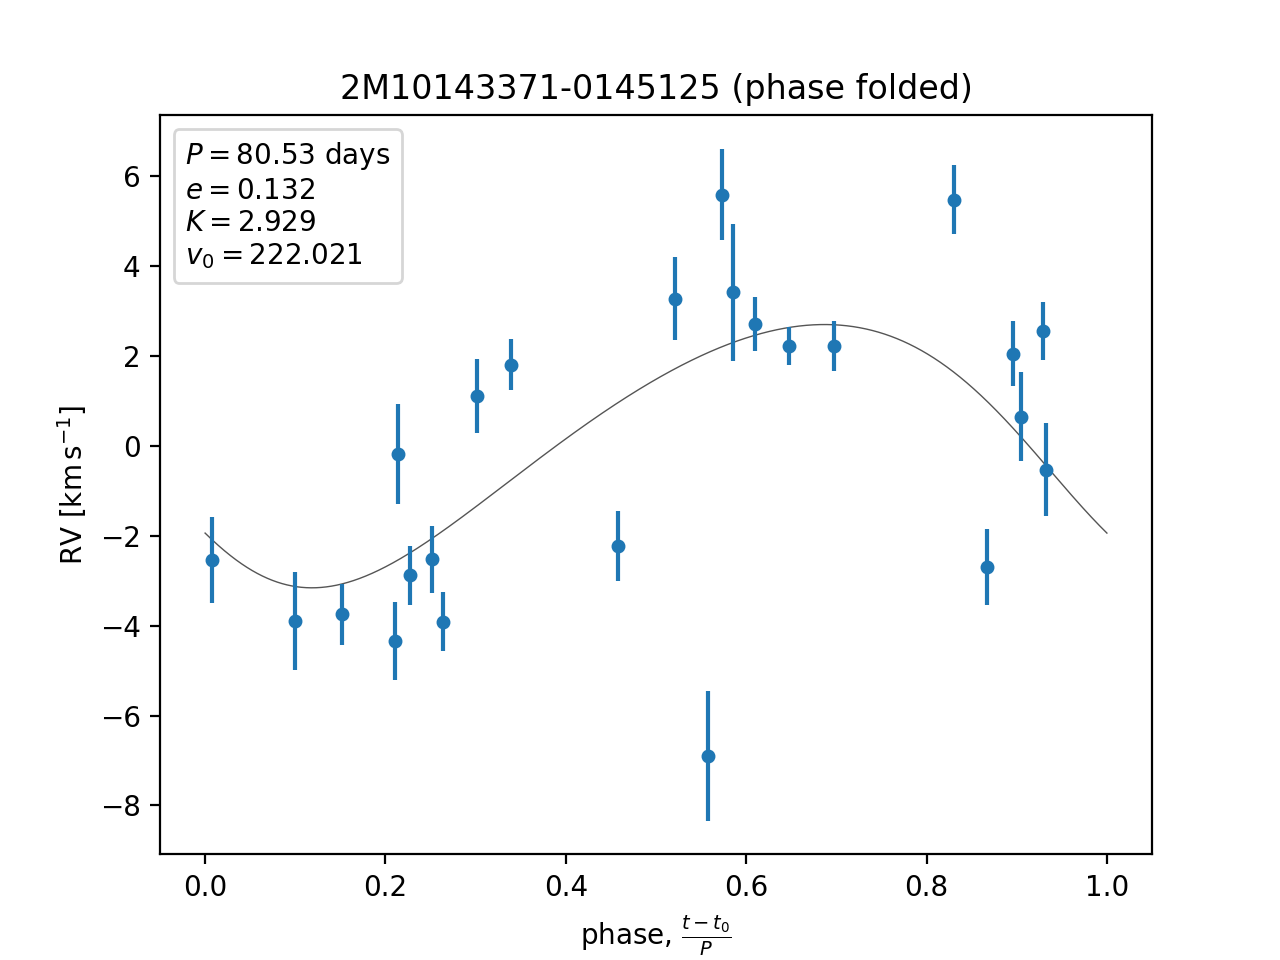 2M10143371-0145125 (phase folded)
P = 80.53 days
e = 0.132
K = 2.929
v₀ = 222.021
6
4
2
0
−2
−4
−6
−8
RV [km s⁻¹]
0.0 0.2 0.4 0.6 0.8 1.0
phase, (t − t₀)/P